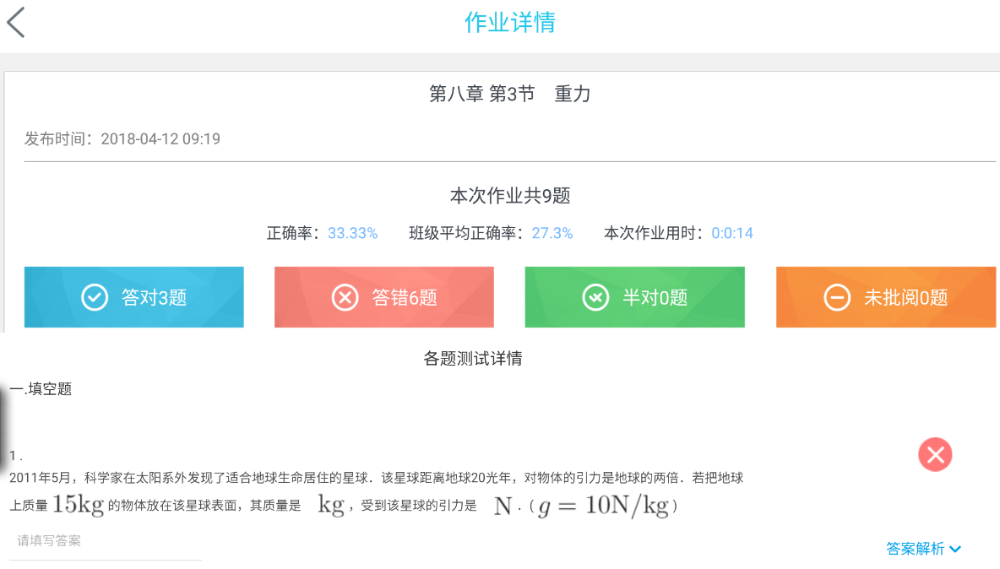 作业详情
第八章 第3节 重力
发布时间：2018-04-12 09:19
本次作业共9题
正确率：33.33% 班级平均正确率：27.3% 本次作业用时：0:0:14
答对3题 答错6题 半对0题 未批阅0题
各题测试详情
一.填空题
1 .
2011年5月，科学家在太阳系外发现了适合地球生命居住的星球．该星球距离地球20光年，对物体的引力是地球的两倍．若把地球
上质量 15kg 的物体放在该星球表面，其质量是 kg ，受到该星球的引力是 N ．( g = 10N/kg )
请填写答案
答案解析